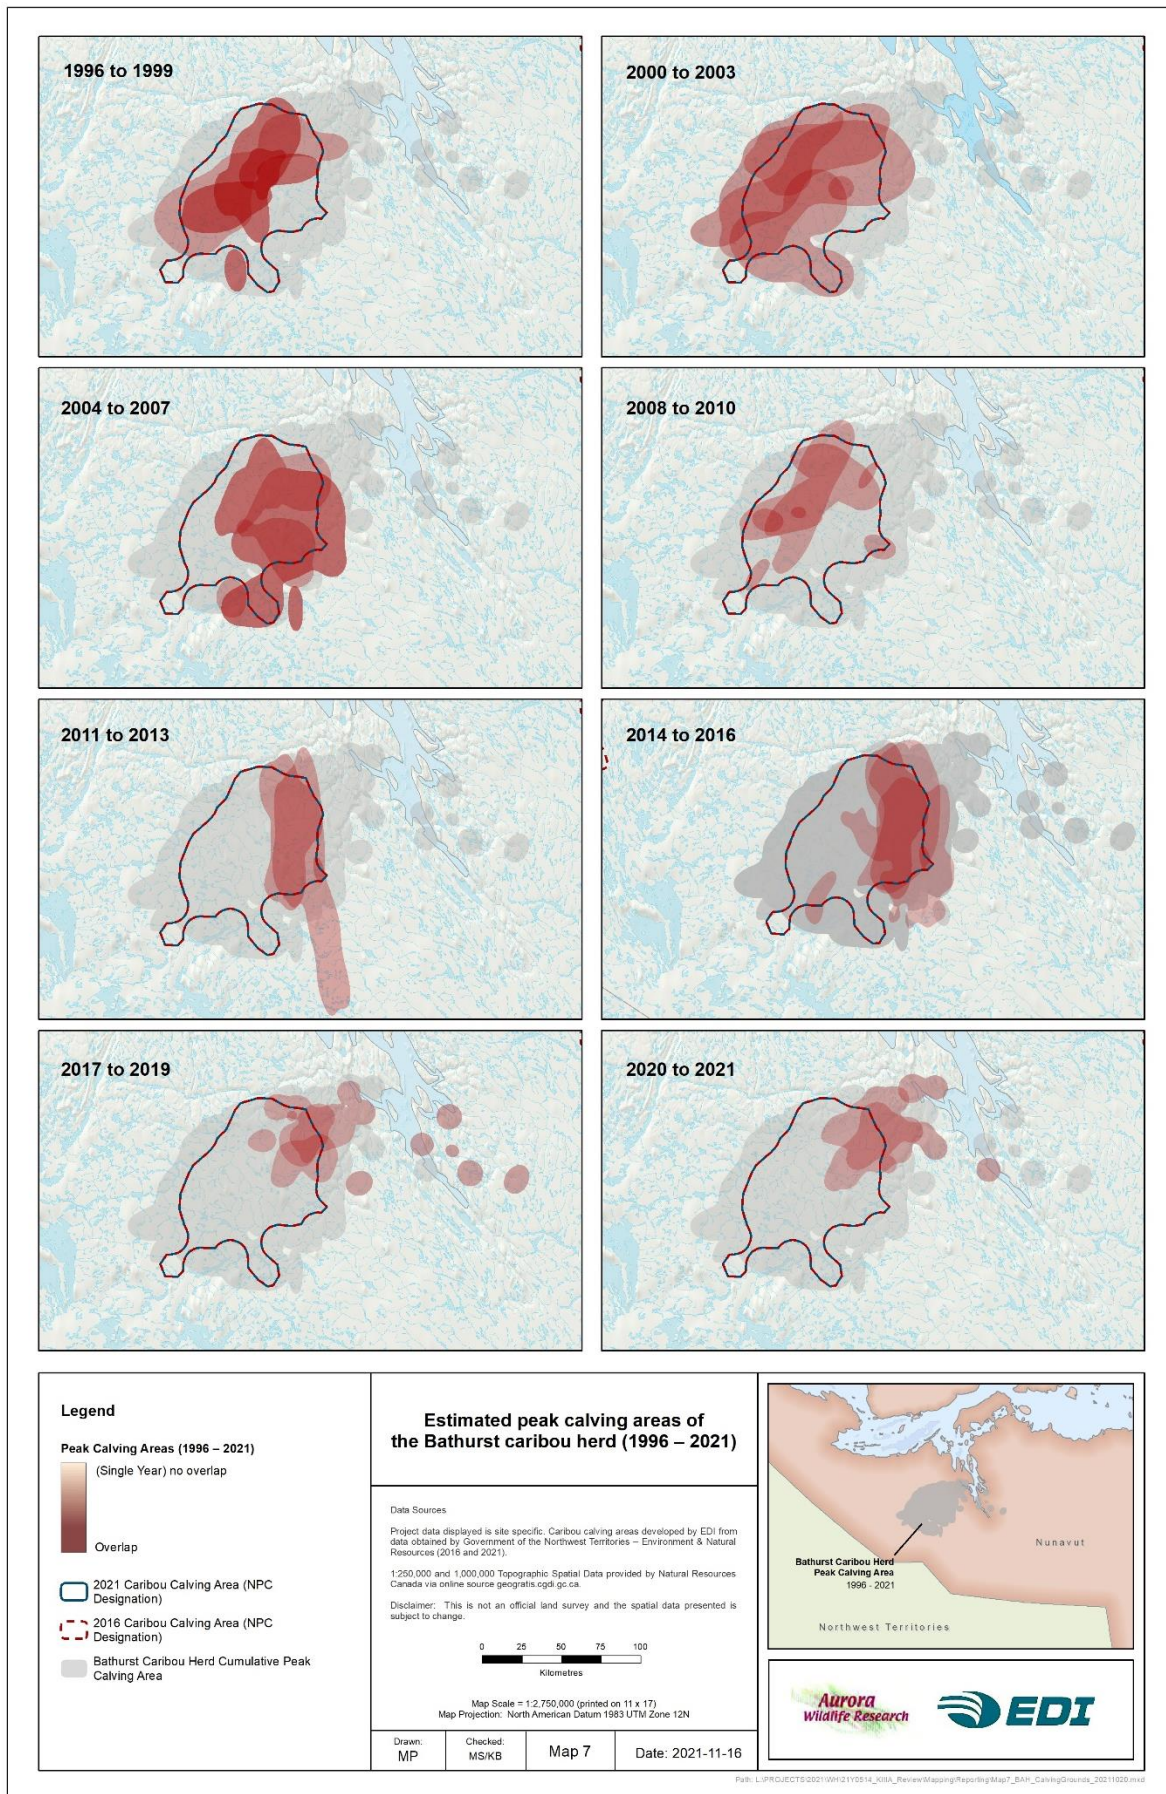 1996 to 1999
2000 to 2003
2004 to 2007
2008 to 2010
2011 to 2013
2014 to 2016
2017 to 2019
2020 to 2021
Legend
Peak Calving Areas (1996 – 2021)
(Single Year) no overlap
Overlap
2021 Caribou Calving Area (NPC
Designation)
2016 Caribou Calving Area (NPC
Designation)
Bathurst Caribou Herd Cumulative Peak
Calving Area
Estimated peak calving areas of
the Bathurst caribou herd (1996 – 2021)
Data Sources
Project data displayed is site specific. Caribou calving areas developed by EDI from
data obtained by Government of the Northwest Territories – Environment & Natural
Resources (2016 and 2021).
1:250,000 and 1,000,000 Topographic Spatial Data provided by Natural Resources
Canada via online source geogratis.cgdi.gc.ca.
Disclaimer: This is not an official land survey and the spatial data presented is
subject to change.
0 25 50 75 100
Kilometres
Map Scale = 1:2,750,000 (printed on 11 x 17)
Map Projection: North American Datum 1983 UTM Zone 12N
Drawn:
MP
Checked:
MS/KB
Map 7
Date: 2021-11-16
Nunavut
Bathurst Caribou Herd
Peak Calving Area
1996 - 2021
Northwest Territories
Aurora
Wildlife Research
EDI
Path: L:\PROJECTS\2021\WH\21Y0514_KIIA_Review\Mapping\Reporting\Map7_BAH_CalvingGrounds_20211020.mxd